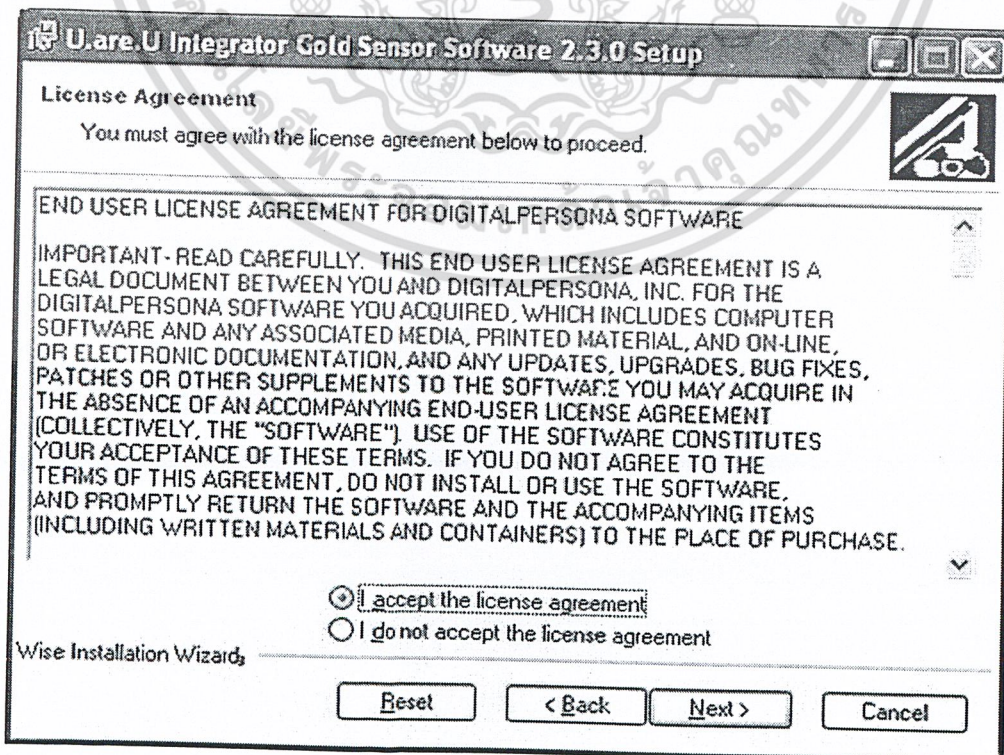 U.are.U Integrator Gold Sensor Software 2.3.0 Setup
License Agreement
You must agree with the license agreement below to proceed.
END USER LICENSE AGREEMENT FOR DIGITALPERSONA SOFTWARE
IMPORTANT- READ CAREFULLY. THIS END USER LICENSE AGREEMENT IS A
LEGAL DOCUMENT BETWEEN YOU AND DIGITALPERSONA, INC. FOR THE
DIGITALPERSONA SOFTWARE YOU ACQUIRED, WHICH INCLUDES COMPUTER
SOFTWARE AND ANY ASSOCIATED MEDIA, PRINTED MATERIAL, AND ON-LINE,
OR ELECTRONIC DOCUMENTATION, AND ANY UPDATES, UPGRADES, BUG FIXES,
PATCHES OR OTHER SUPPLEMENTS TO THE SOFTWARE YOU MAY ACQUIRE IN
THE ABSENCE OF AN ACCOMPANYING END-USER LICENSE AGREEMENT
(COLLECTIVELY, THE "SOFTWARE"). USE OF THE SOFTWARE CONSTITUTES
YOUR ACCEPTANCE OF THESE TERMS. IF YOU DO NOT AGREE TO THE
TERMS OF THIS AGREEMENT, DO NOT INSTALL OR USE THE SOFTWARE,
AND PROMPTLY RETURN THE SOFTWARE AND THE ACCOMPANYING ITEMS
(INCLUDING WRITTEN MATERIALS AND CONTAINERS) TO THE PLACE OF PURCHASE.
I accept the license agreement
I do not accept the license agreement
Wise Installation Wizard
Reset
< Back
Next >
Cancel